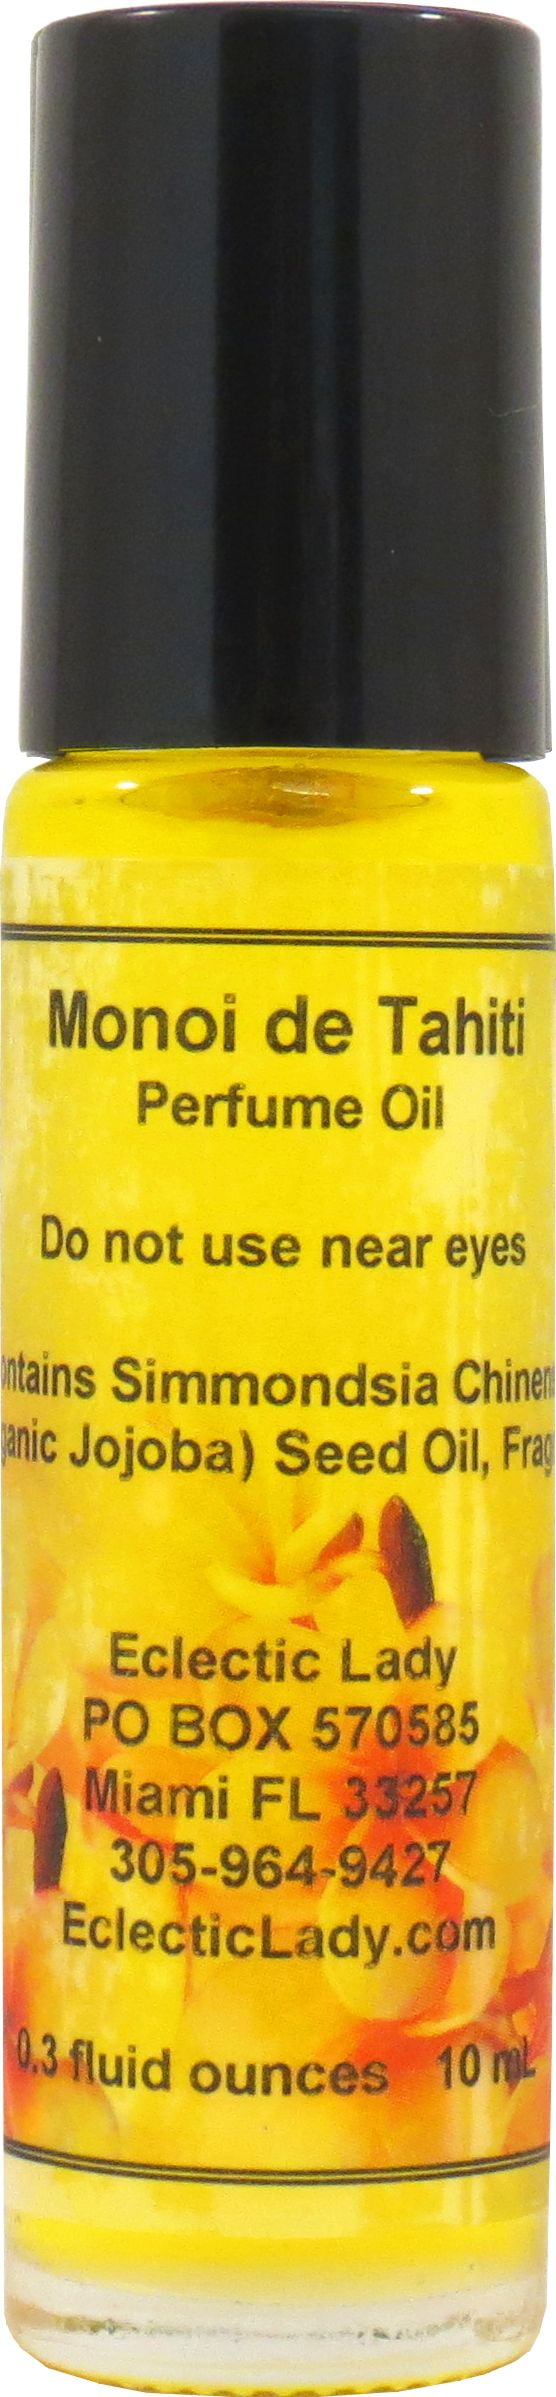 Monoi de Tahiti
Perfume Oil
Do not use near eyes
Simmondsia
Jojoba) Seed Oil,
Eclectic Lady
PO BOX 570585
Miami FL 33257
305-964-9427
EclecticLady.com
0.3 fluid ounces 10 mL